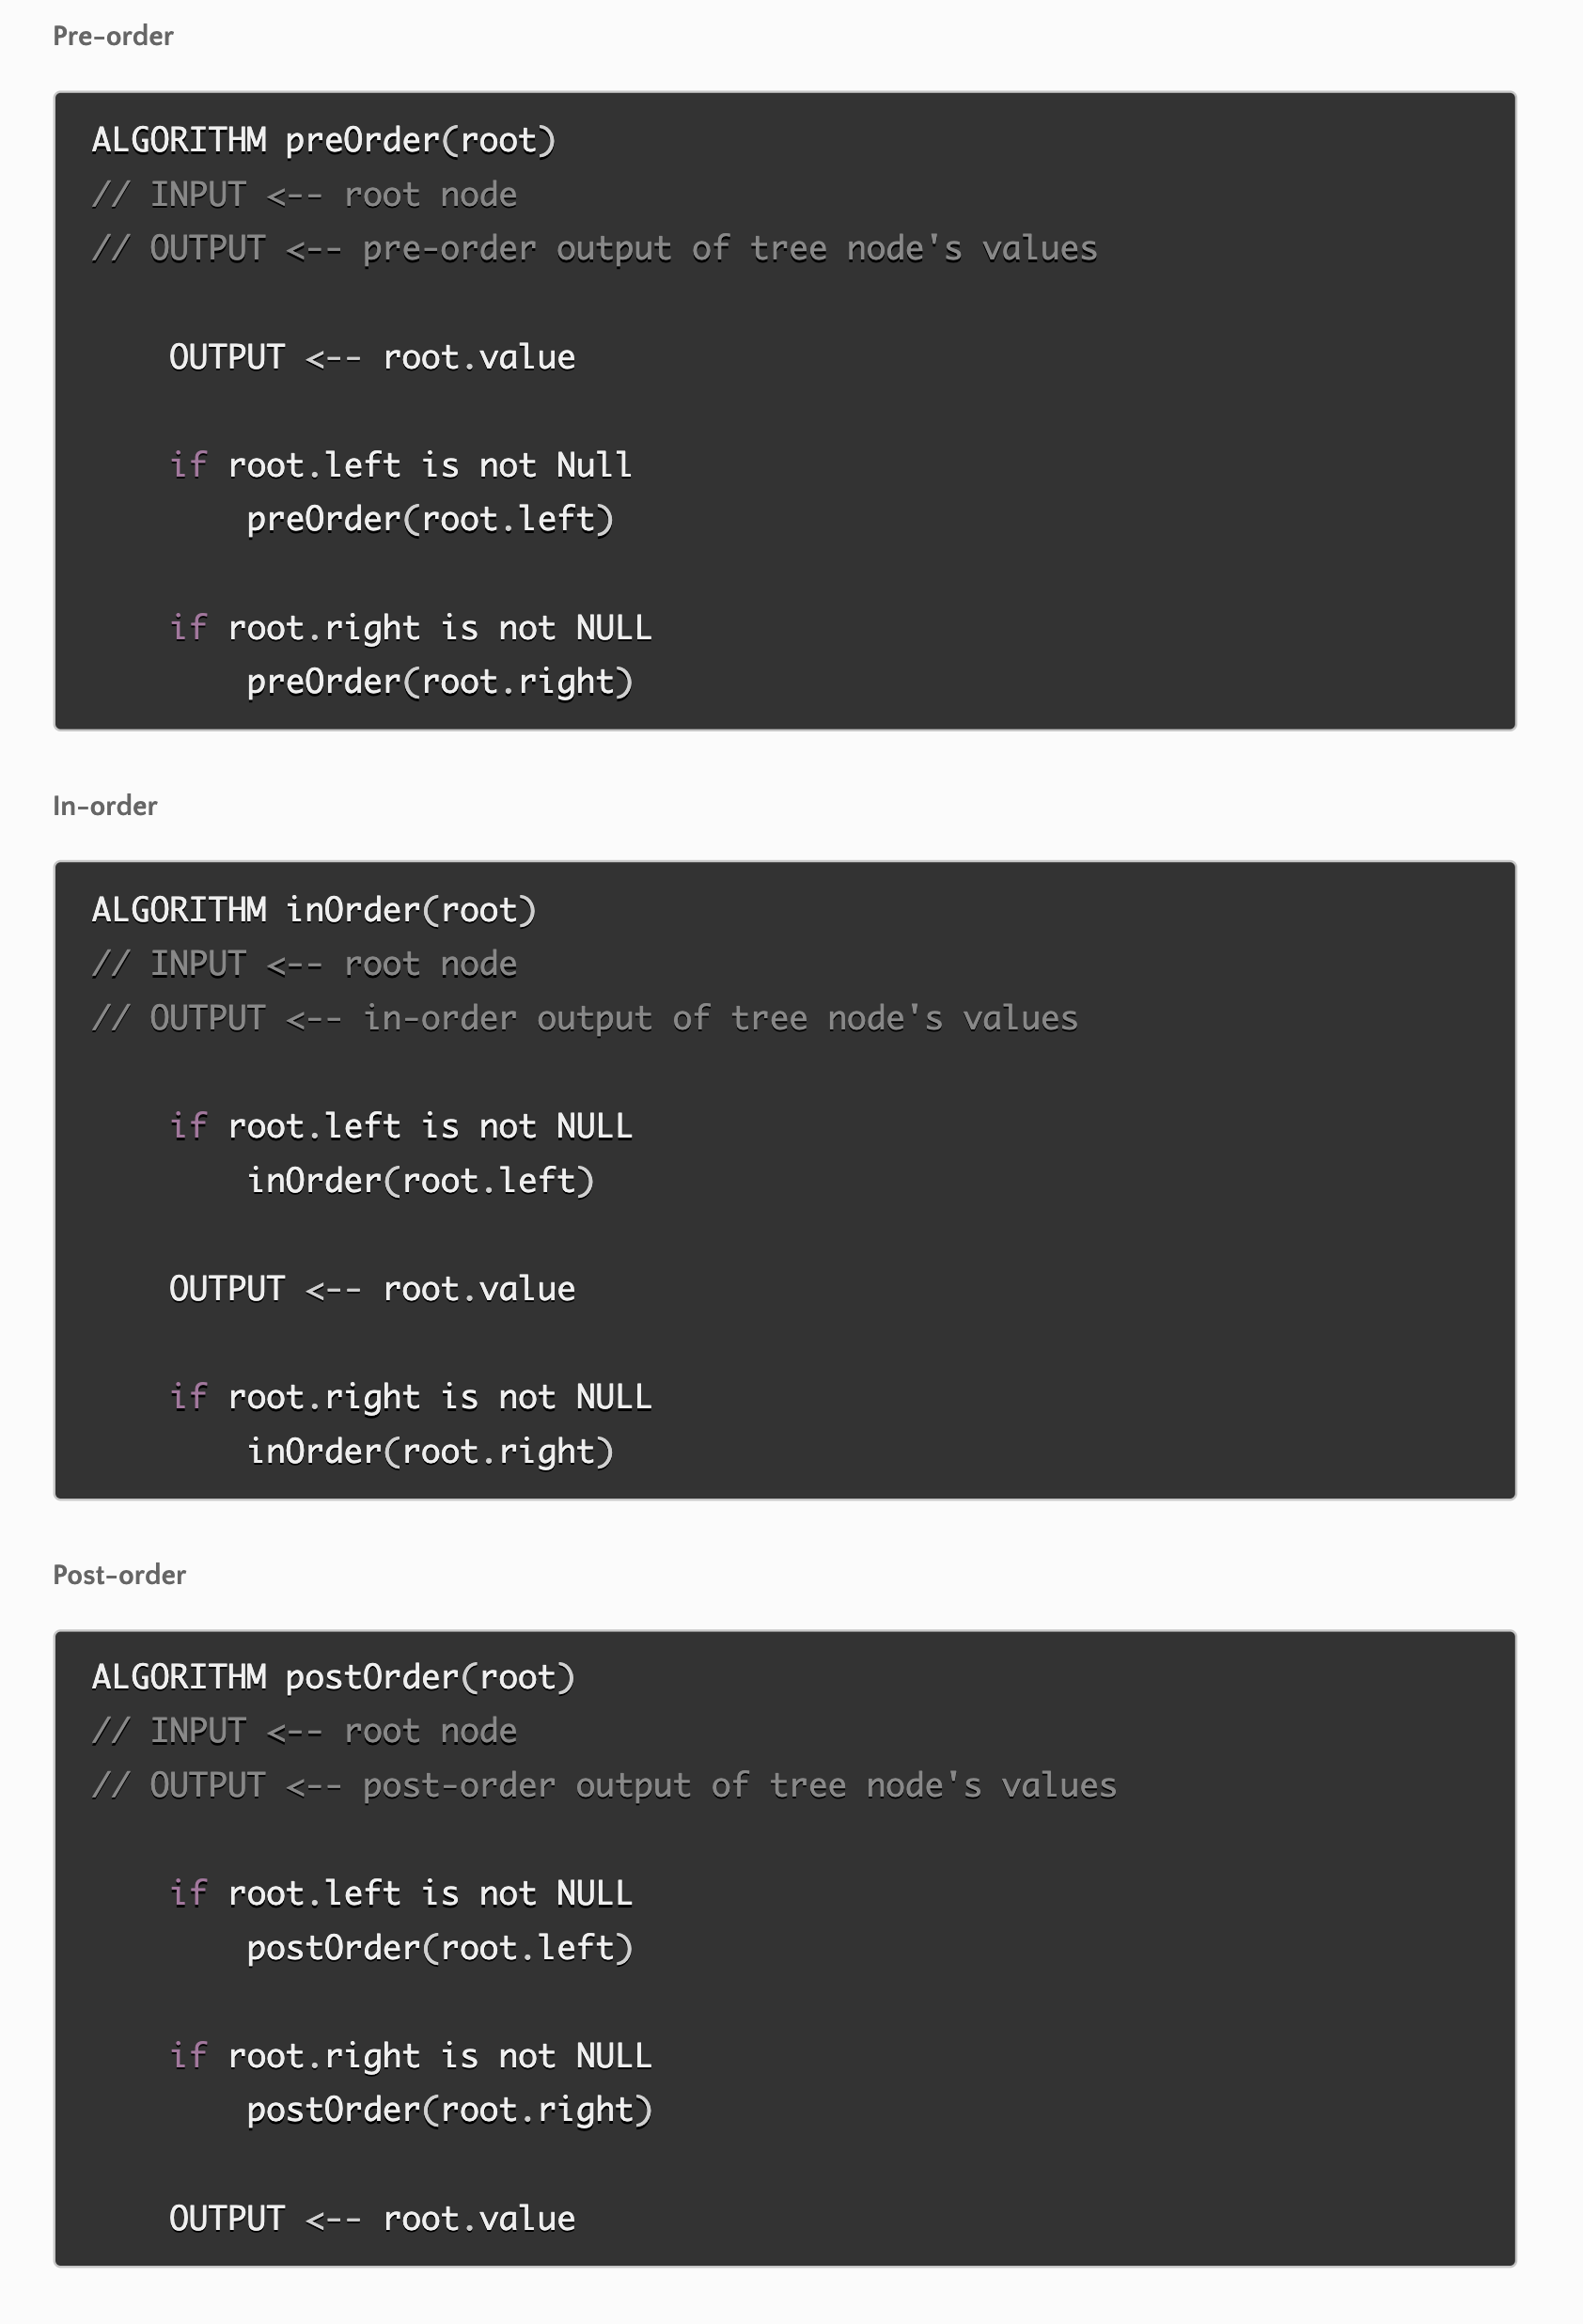 Pre-order
ALGORITHM preOrder(root)
// INPUT <-- root node
// OUTPUT <-- pre-order output of tree node's values
OUTPUT <-- root.value
if root.left is not Null
preOrder(root.left)
if root.right is not NULL
preOrder(root.right)
In-order
ALGORITHM inOrder(root)
// INPUT <-- root node
// OUTPUT <-- in-order output of tree node's values
if root.left is not NULL
inOrder(root.left)
OUTPUT <-- root.value
if root.right is not NULL
inOrder(root.right)
Post-order
ALGORITHM postOrder(root)
// INPUT <-- root node
// OUTPUT <-- post-order output of tree node's values
if root.left is not NULL
postOrder(root.left)
if root.right is not NULL
postOrder(root.right)
OUTPUT <-- root.value